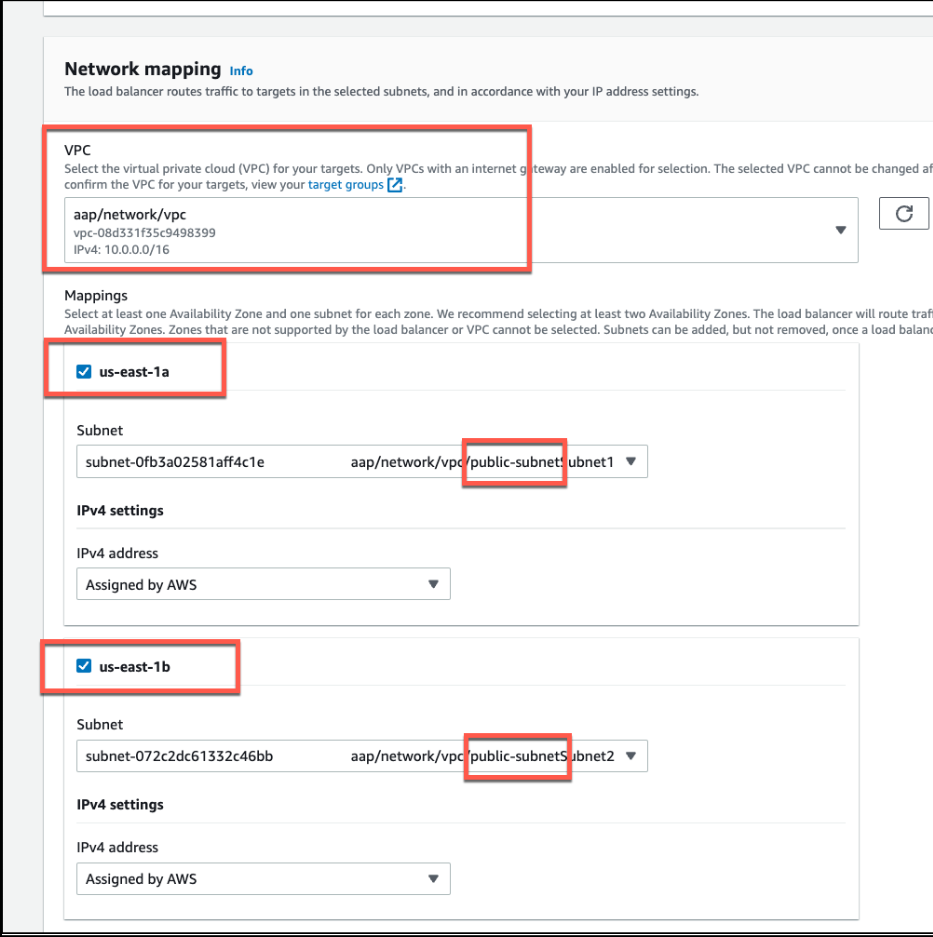 Network mapping Info
The load balancer routes traffic to targets in the selected subnets, and in accordance with your IP address settings.
VPC
Select the virtual private cloud (VPC) for your targets. Only VPCs with an internet gateway are enabled for selection. The selected VPC cannot be changed af
confirm the VPC for your targets, view your target groups.
aap/network/vpc
vpc-08d331f35c9498399
IPv4: 10.0.0.0/16
Mappings
Select at least one Availability Zone and one subnet for each zone. We recommend selecting at least two Availability Zones. The load balancer will route traf
Availability Zones. Zones that are not supported by the load balancer or VPC cannot be selected. Subnets can be added, but not removed, once a load balanc
us-east-1a
Subnet
subnet-0fb3a02581aff4c1e aap/network/vpc/public-subnetSubnet1
IPv4 settings
IPv4 address
Assigned by AWS
us-east-1b
Subnet
subnet-072c2dc61332c46bb aap/network/vpc/public-subnetSubnet2
IPv4 settings
IPv4 address
Assigned by AWS